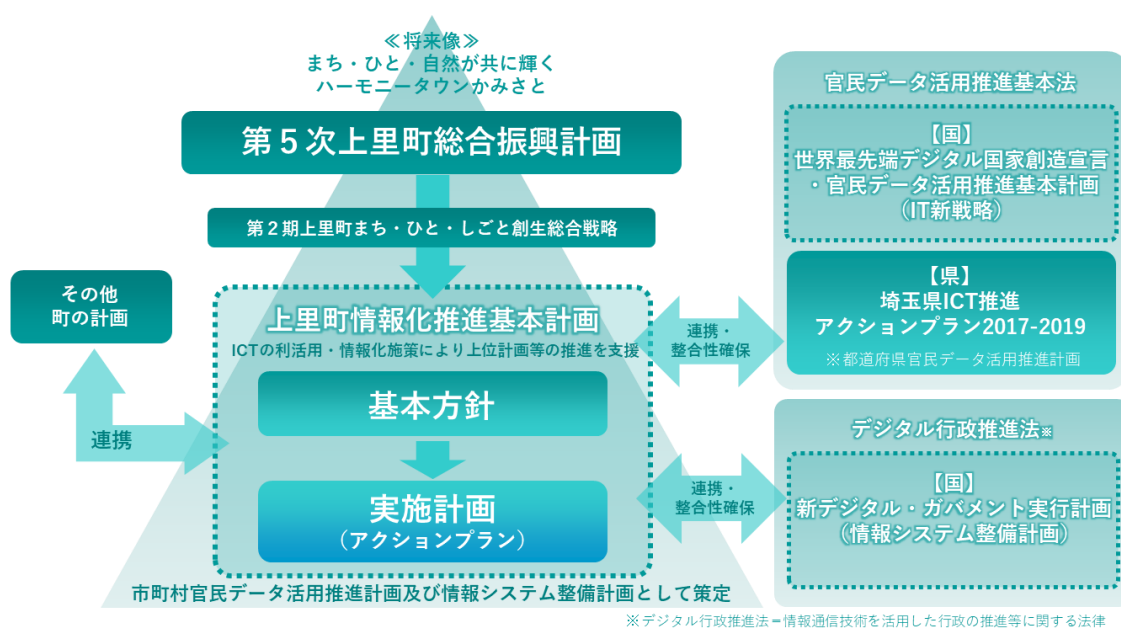 ≪将来像≫
まち・ひと・自然が共に輝く
ハーモニータウンかみさと
第５次上里町総合振興計画
第２期上里町まち・ひと・しごと創生総合戦略
その他
町の計画
連携
上里町情報化推進基本計画
ICTの利活用・情報化施策により上位計画等の推進を支援
基本方針
実施計画
（アクションプラン）
市町村官民データ活用推進計画及び情報システム整備計画として策定
連携・
整合性確保
連携・
整合性確保
官民データ活用推進基本法
【国】
世界最先端デジタル国家創造宣言
・官民データ活用推進基本計画
（IT新戦略）
【県】
埼玉県ICT推進
アクションプラン2017-2019
※都道府県官民データ活用推進計画
デジタル行政推進法※
【国】
新デジタル・ガバメント実行計画
（情報システム整備計画）
※デジタル行政推進法＝情報通信技術を活用した行政の推進等に関する法律